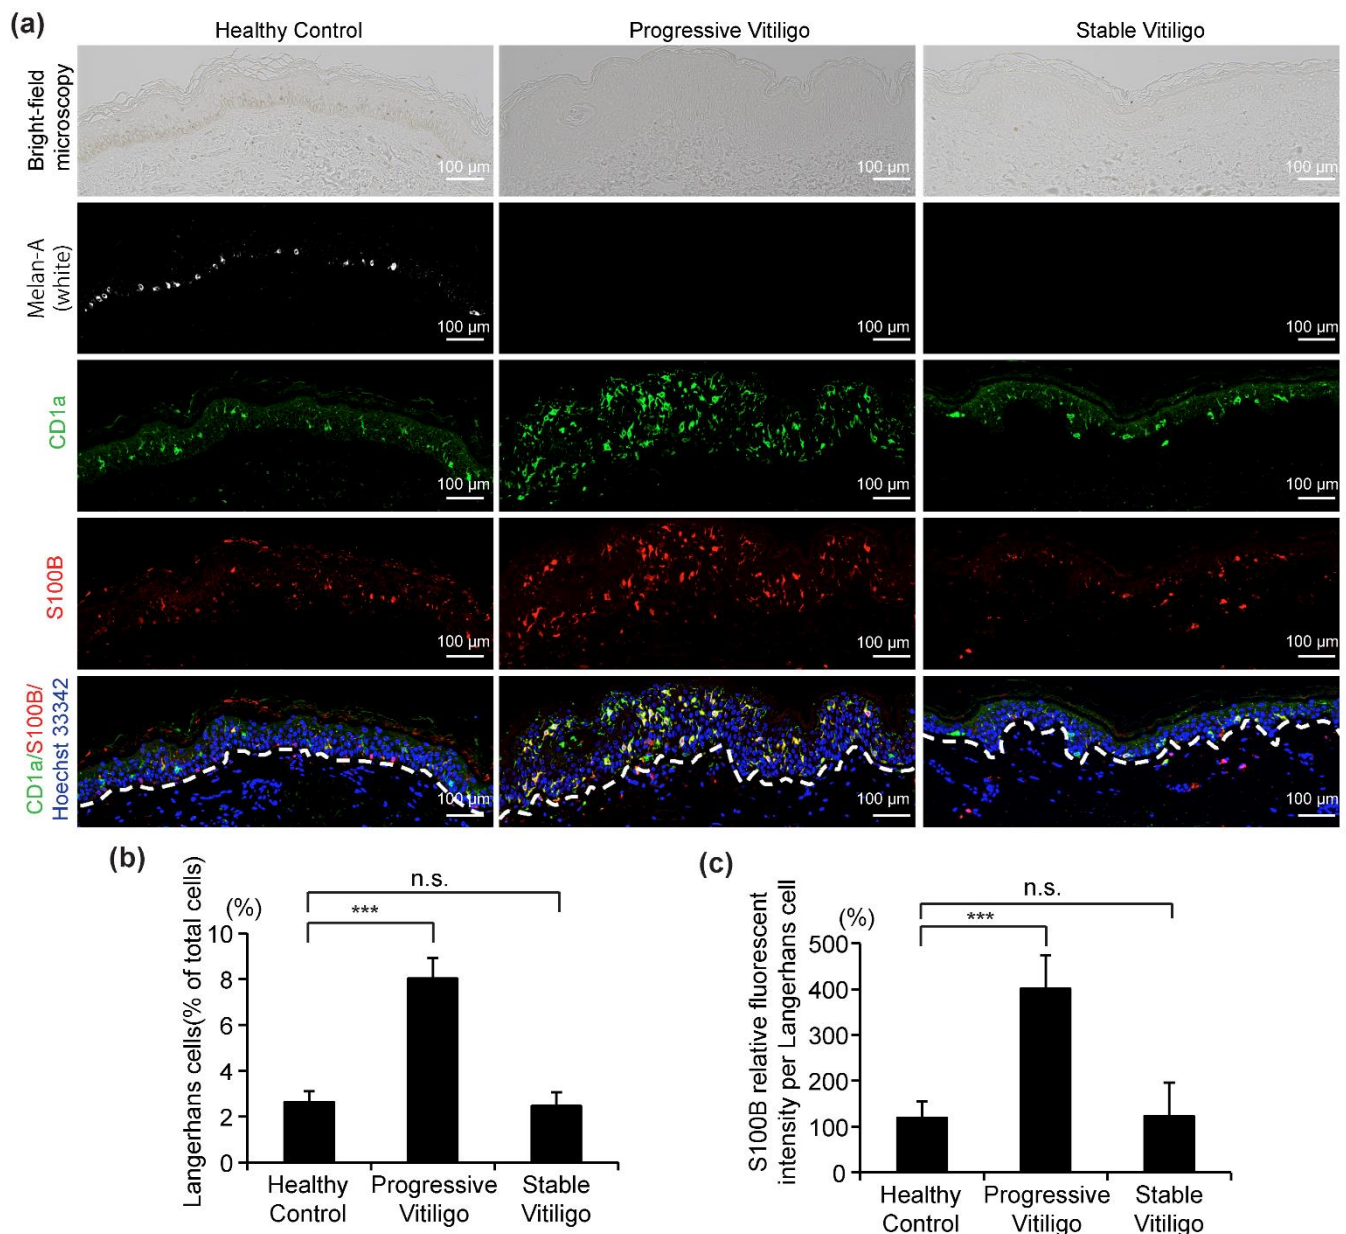 (a)
Healthy Control
Progressive Vitiligo
Stable Vitiligo
Bright-field
microscopy
100 µm
100 µm
100 µm
Melan-A
(white)
100 µm
100 µm
100 µm
CD1a
100 µm
100 µm
100 µm
S100B
100 µm
100 µm
100 µm
CD1a/S100B/
Hoechst 33342
100 µm
100 µm
100 µm
(b)
n.s.
(%)
***
Langerhans cells(% of total cells)
10
8
6
4
2
0
Healthy
Control
Progressive
Vitiligo
Stable
Vitiligo
(c)
n.s.
(%)
***
S100B relative fluorescent
intensity per Langerhans cell
500
400
300
200
100
0
Healthy
Control
Progressive
Vitiligo
Stable
Vitiligo